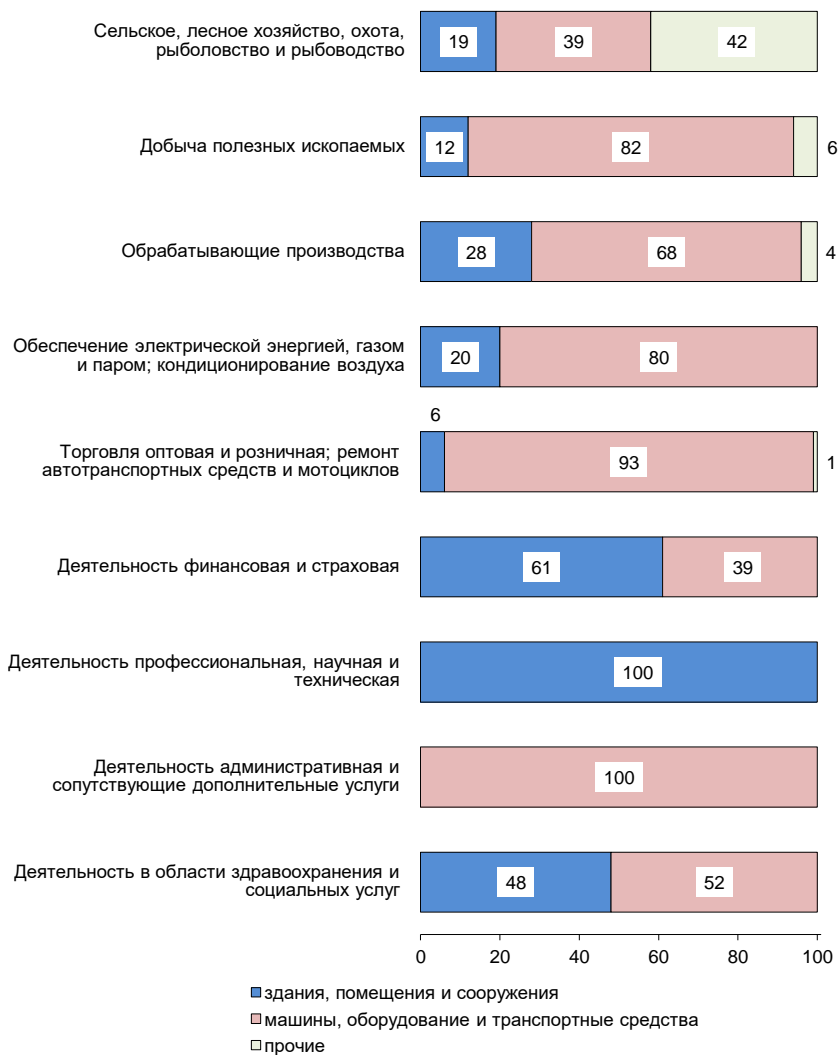 Сельское, лесное хозяйство, охота,
рыболовство и рыбоводство
19
39
42
Добыча полезных ископаемых
12
82
6
Обрабатывающие производства
28
68
4
Обеспечение электрической энергией, газом
и паром; кондиционирование воздуха
20
80
6
Торговля оптовая и розничная; ремонт
автотранспортных средств и мотоциклов
93
1
Деятельность финансовая и страховая
61
39
Деятельность профессиональная, научная и
техническая
100
Деятельность административная и
сопутствующие дополнительные услуги
100
Деятельность в области здравоохранения и
социальных услуг
48
52
0 20 40 60 80 100
здания, помещения и сооружения
машины, оборудование и транспортные средства
прочие